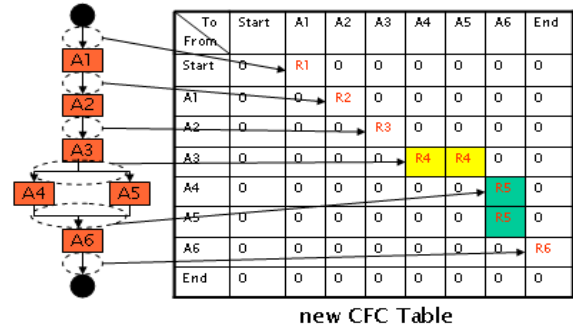 To Start A1 A2 A3 A4 A5 A6 End
From
Start 0 R1 0 0 0 0 0 0
A1 0 0 R2 0 0 0 0 0
A2 0 0 0 R3 0 0 0 0
A3 0 0 0 0 R4 R4 0 0
A4 0 0 0 0 0 0 R5 0
A5 0 0 0 0 0 0 R5 0
A6 0 0 0 0 0 0 0 R6
End 0 0 0 0 0 0 0 0
new CFC Table
A1
A2
A3
A4 A5
A6